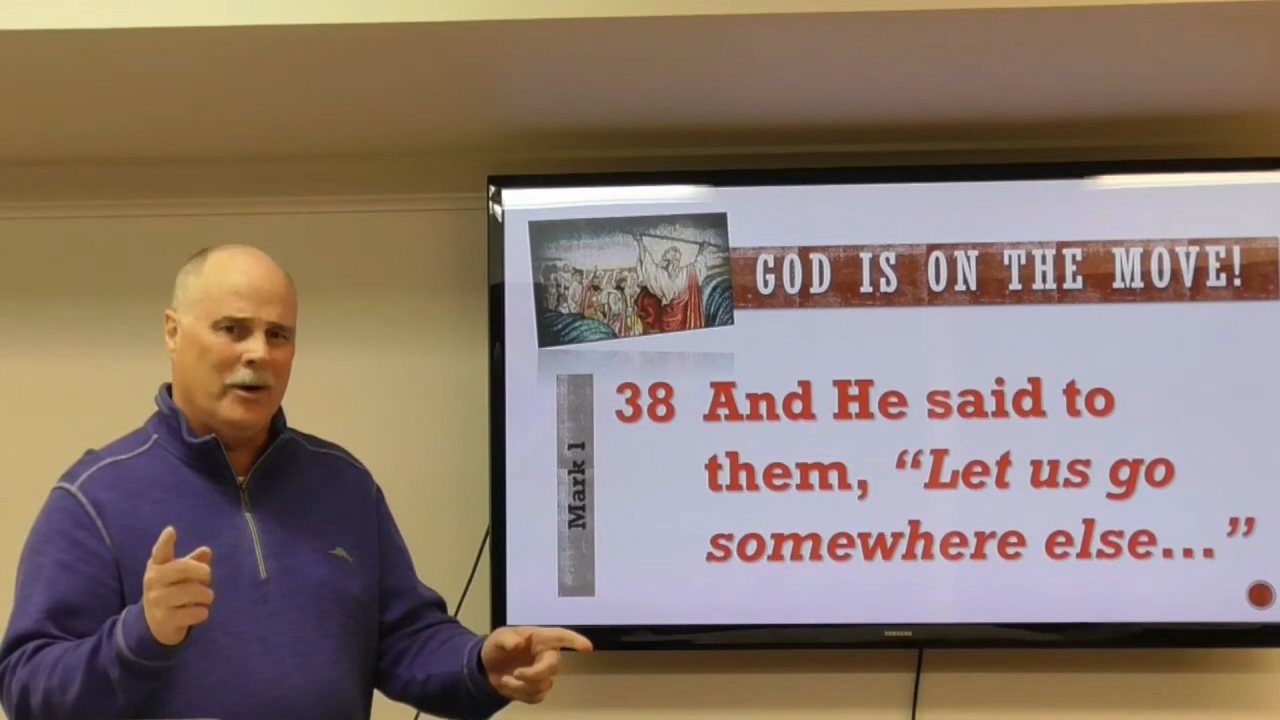 GOD IS ON THE MOVE!
Mark 1
38 And He said to
them, “Let us go
somewhere else...”
SAMSUNG